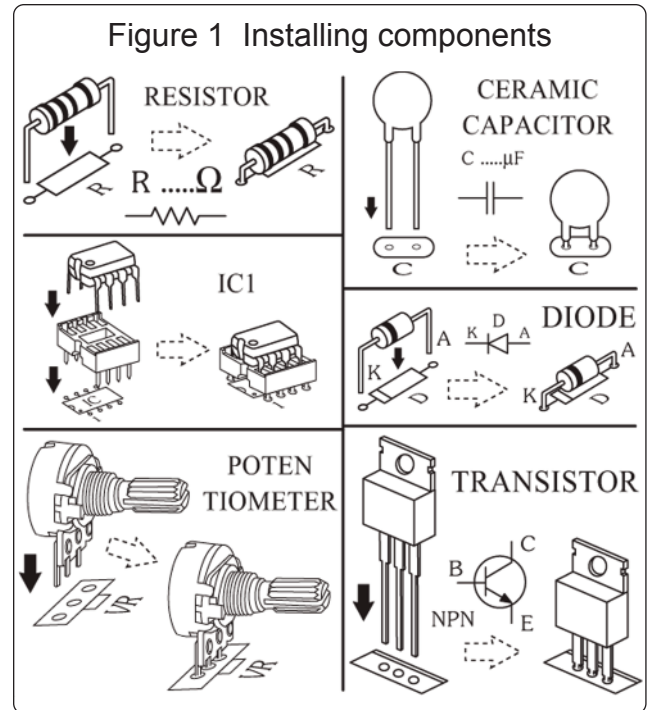 Figure 1 Installing components
RESISTOR
R
R .....Ω
R
CERAMIC
CAPACITOR
C .....µF
C
C
IC1
IC
DIODE
D
K
A
A
K
D
A
K
D
POTEN
TIOMETER
VR
VR
TRANSISTOR
C
B
NPN
E